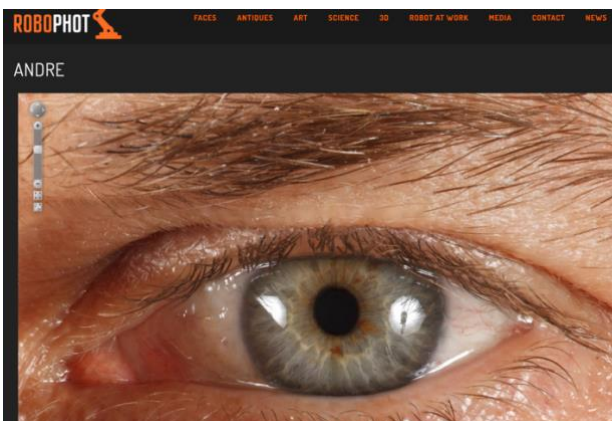 ROBOPHOT
FACES ANTIQUES ART SCIENCE 3D ROBOT AT WORK MEDIA CONTACT NEWS
ANDRE